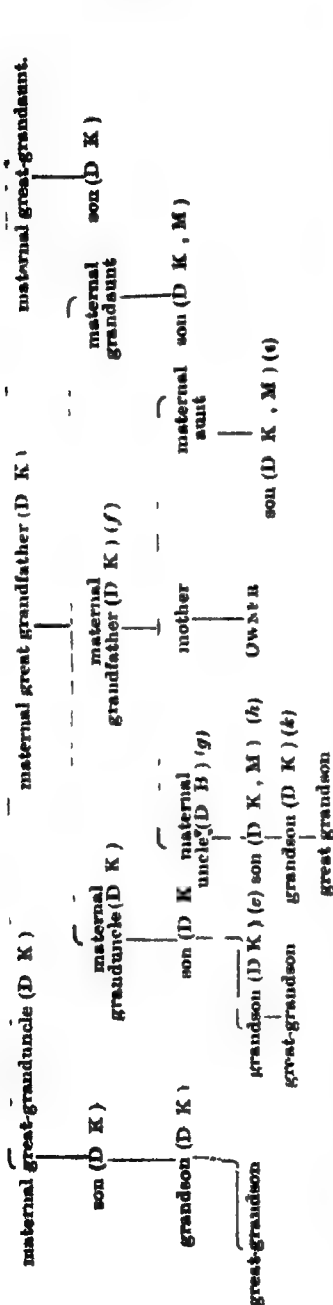 maternal great-granduncle (D K) maternal great grandfather (D K) maternal great-grandaunt.
son (D K) maternal maternal maternal son (D K)
granduncle (D K) grandfather (D K) (f) grandaunt
grandson (D K) son (D K maternal mother maternal son (D K, M)
uncle (D B) (g) aunt
great-grandson grandson (D K) (e) son (D K, M) (h) OWNER son (D K, M) (i)
great-grandson grandson (D K) (k)
great grandson